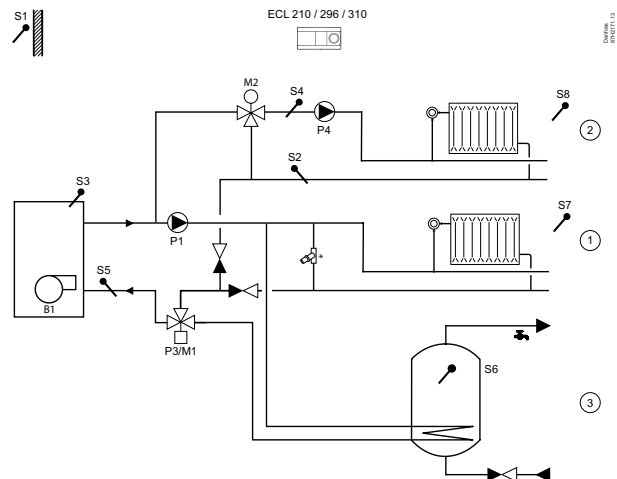 S1
ECL 210 / 296 / 310
Danfoss
87H2171.13
M2
S4
P4
S8
2
S2
S3
P1
S7
1
*
S5
B1
P3/M1
S6
3